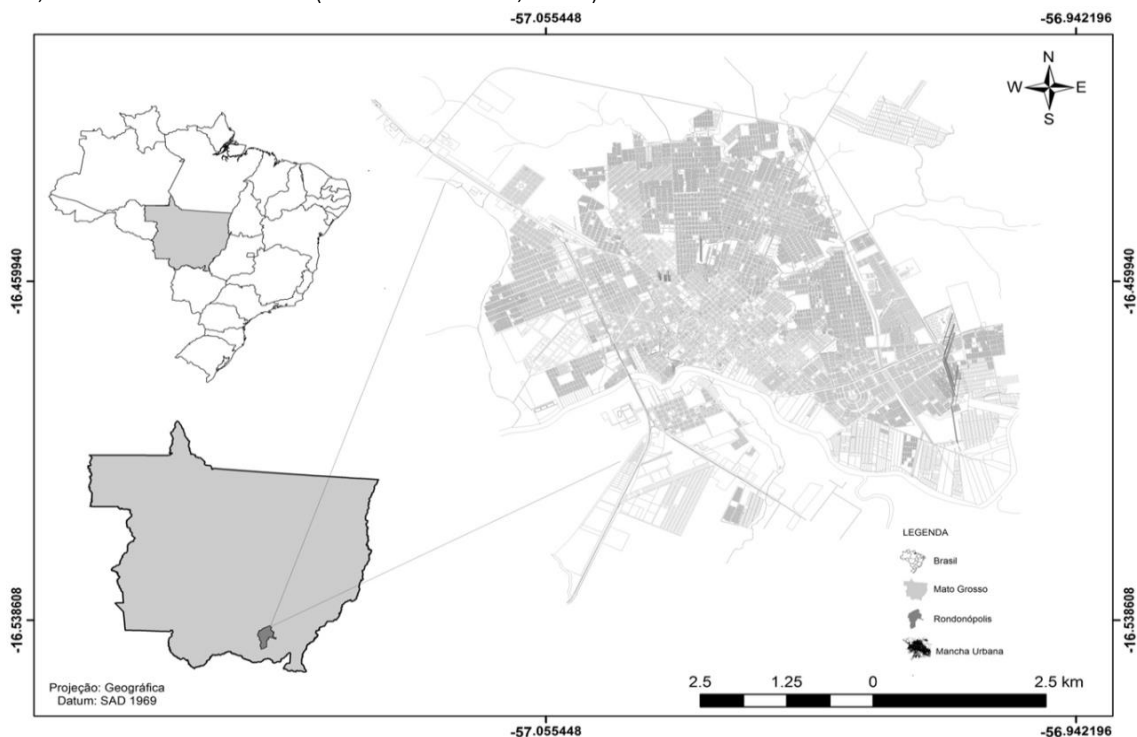 -57.055448
-56.942196
N
W
E
S
-16.459940
-16.459940
LEGENDA
Brasil
Mato Grosso
Rondonópolis
Mancha Urbana
-16.538608
-16.538608
Projeção: Geográfica
Datum: SAD 1969
2.5 1.25 0 2.5 km
-57.055448
-56.942196